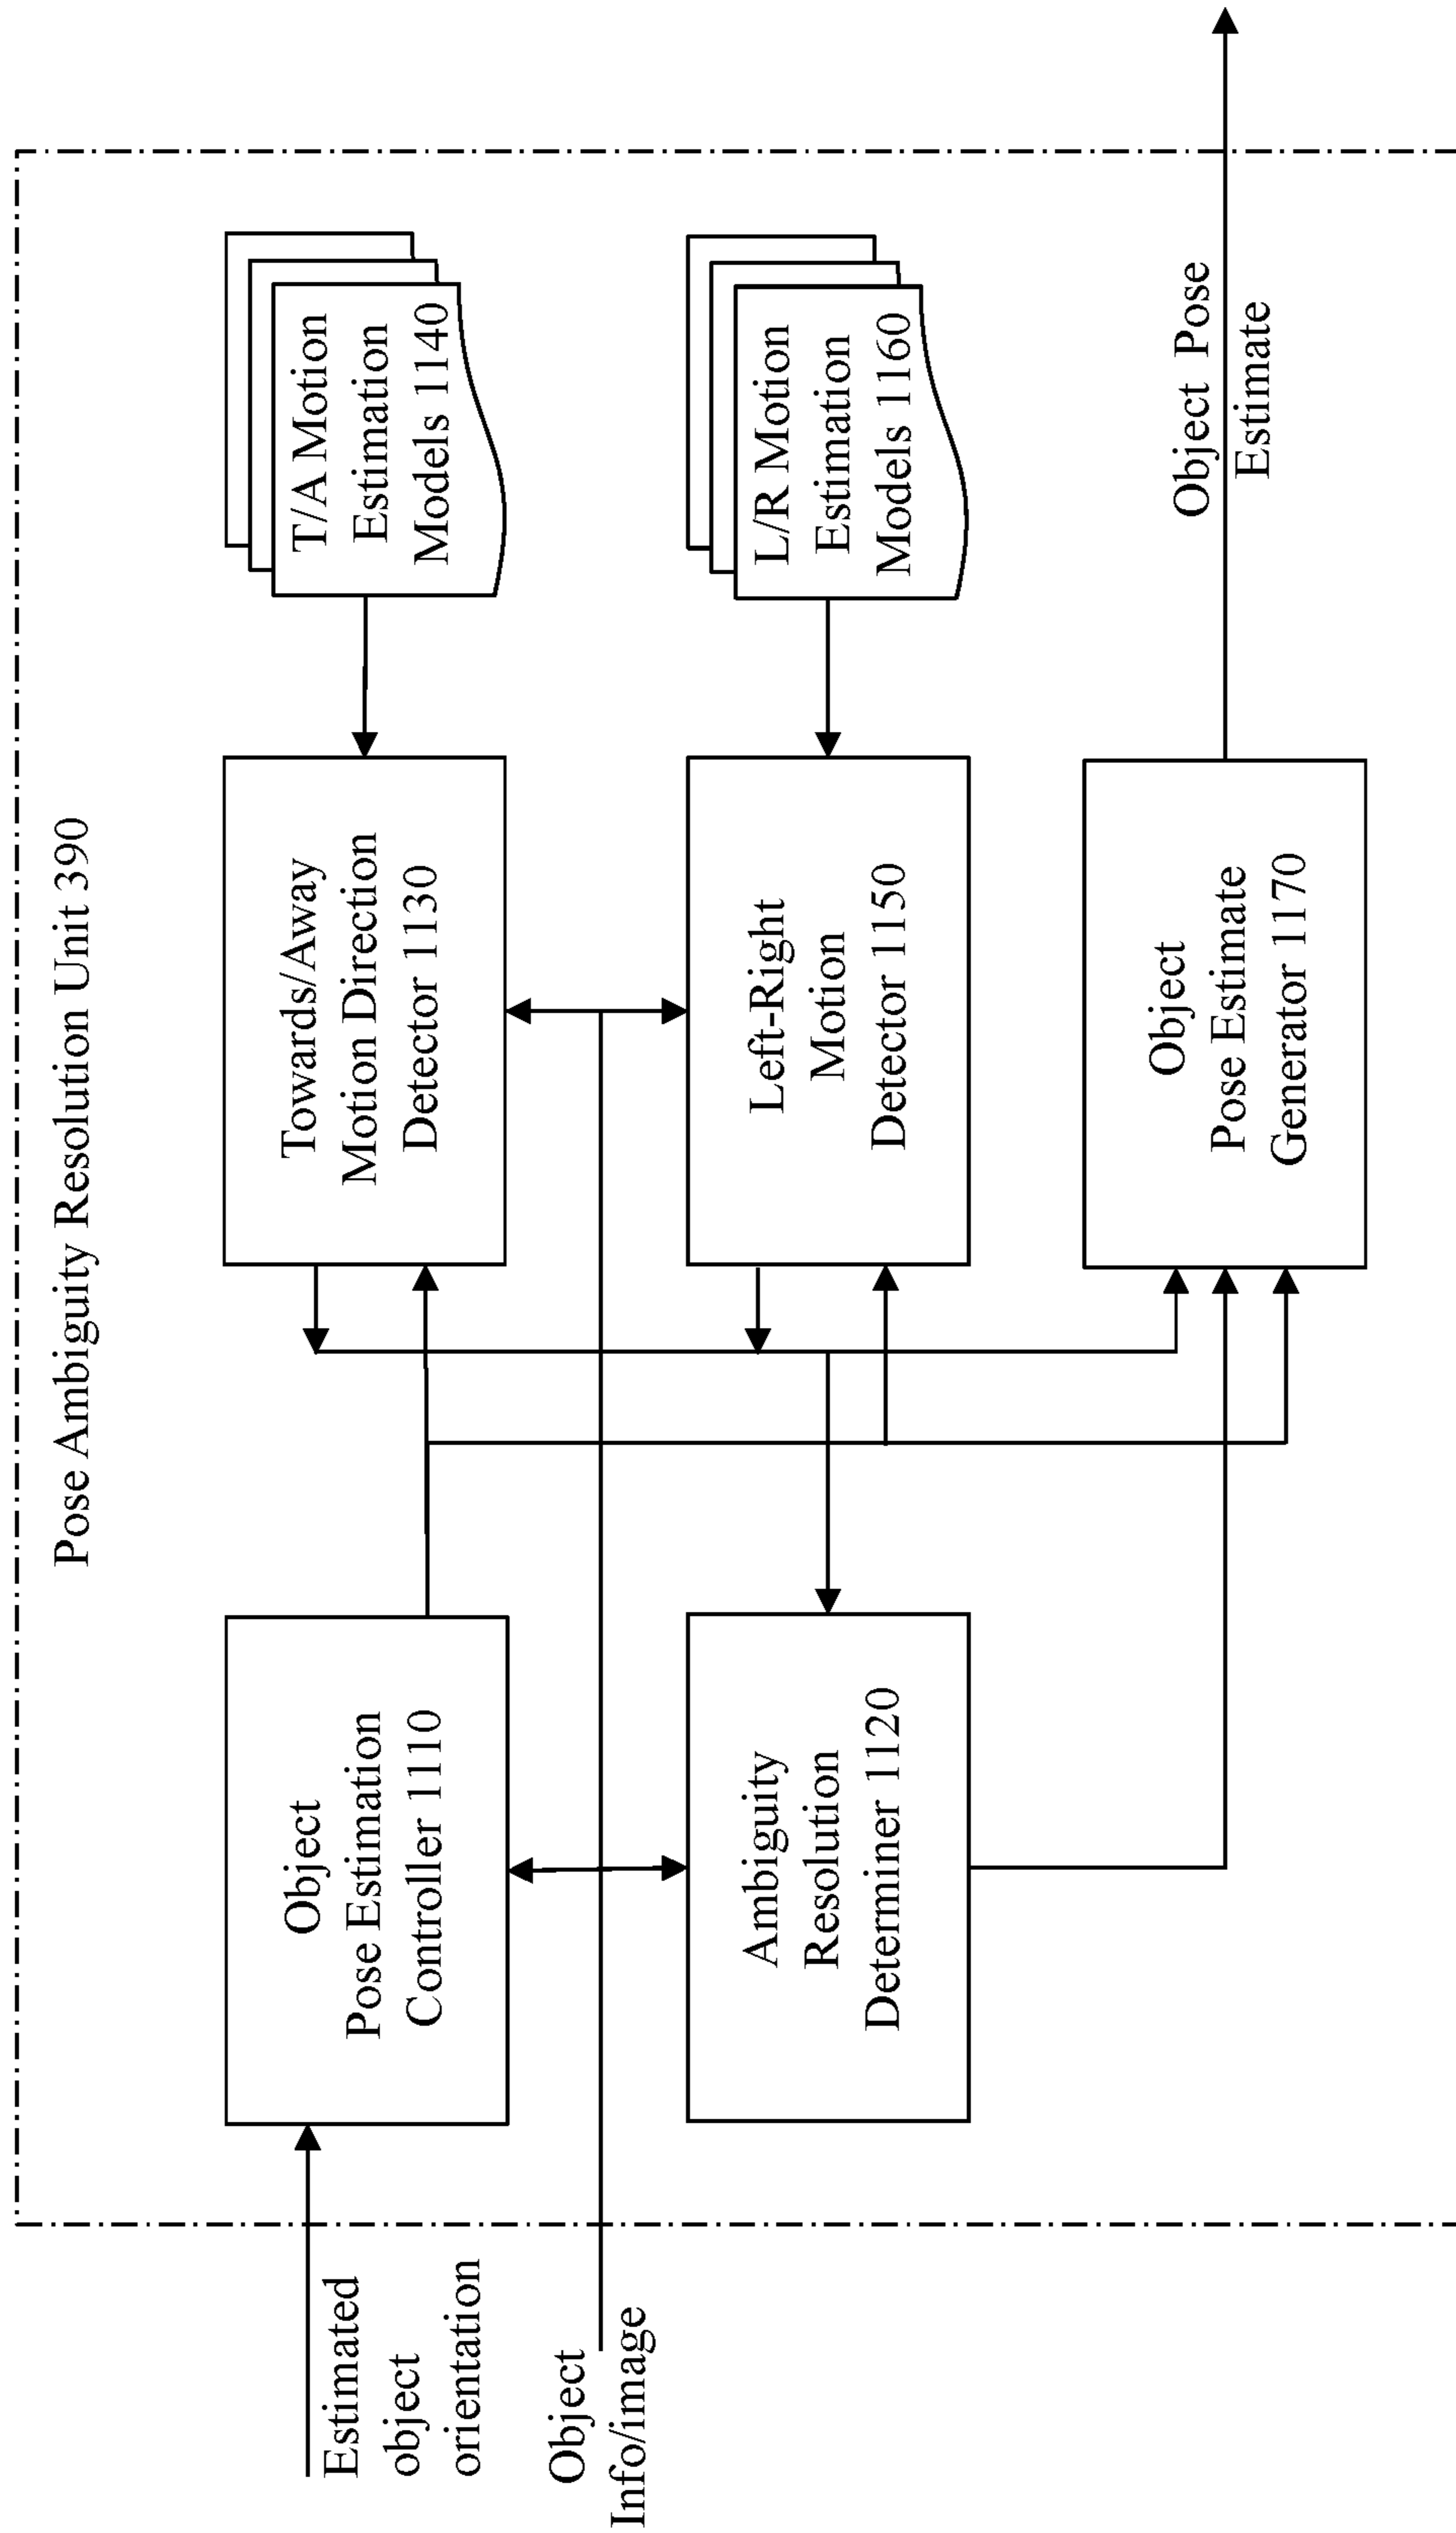 Pose Ambiguity Resolution Unit 390
Estimated
object
orientation
Object
Info/image
Object
Pose Estimation
Controller 1110
Towards/Away
Motion Direction
Detector 1130
T/A Motion
Estimation
Models 1140
Ambiguity
Resolution
Determiner 1120
Left-Right
Motion
Detector 1150
L/R Motion
Estimation
Models 1160
Object
Pose Estimate
Generator 1170
Object Pose
Estimate